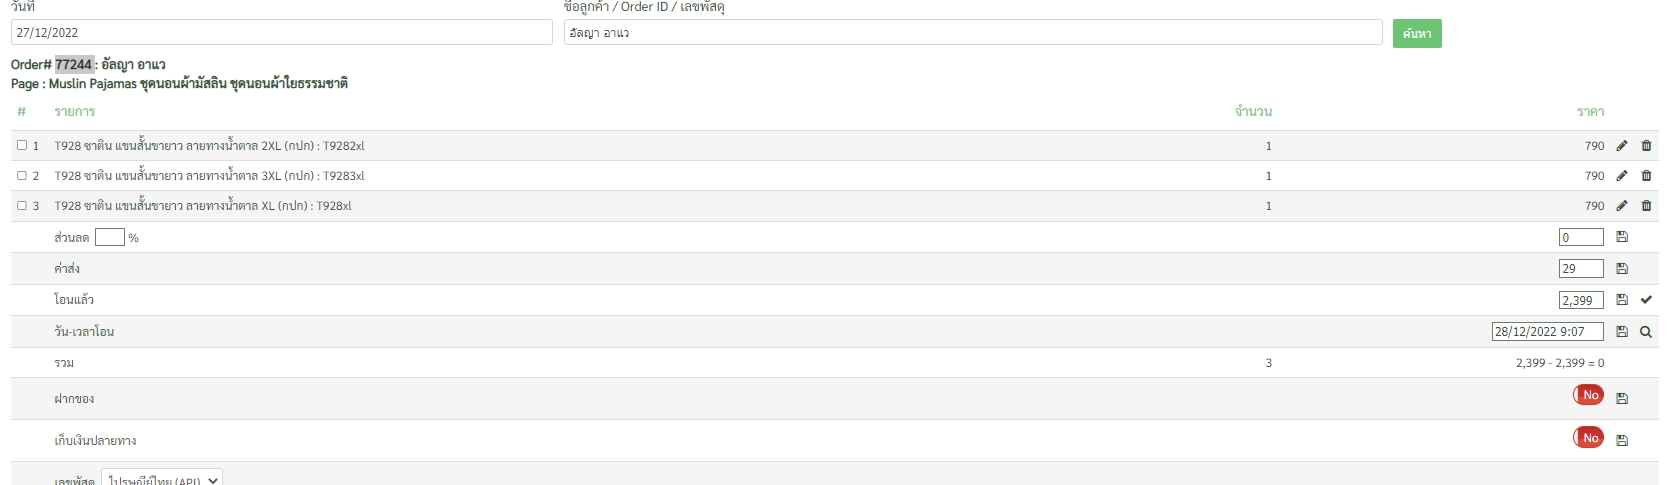 วันที่ ชื่อลูกค้า / Order ID / เลขพัสดุ
27/12/2022 อัลญา อาแว ค้นหา
Order# 77244 : อัลญา อาแว
Page : Muslin Pajamas ชุดนอนผ้ามัสลิน ชุดนอนผ้าใยธรรมชาติ
# รายการ จำนวน ราคา
1 T928 ซาติน แขนสั้นขายาว ลายทางน้ำตาล 2XL (กปก) : T9282xl 1 790
2 T928 ซาติน แขนสั้นขายาว ลายทางน้ำตาล 3XL (กปก) : T9283xl 1 790
3 T928 ซาติน แขนสั้นขายาว ลายทางน้ำตาล XL (กปก) : T928xl 1 790
ส่วนลด % 0
ค่าส่ง 29
โอนแล้ว 2,399
วัน-เวลาโอน 28/12/2022 9:07
รวม 3 2,399 - 2,399 = 0
ฝากของ No
เก็บเงินปลายทาง No
เลขพัสดุ ไปรษณีย์ไทย (API)